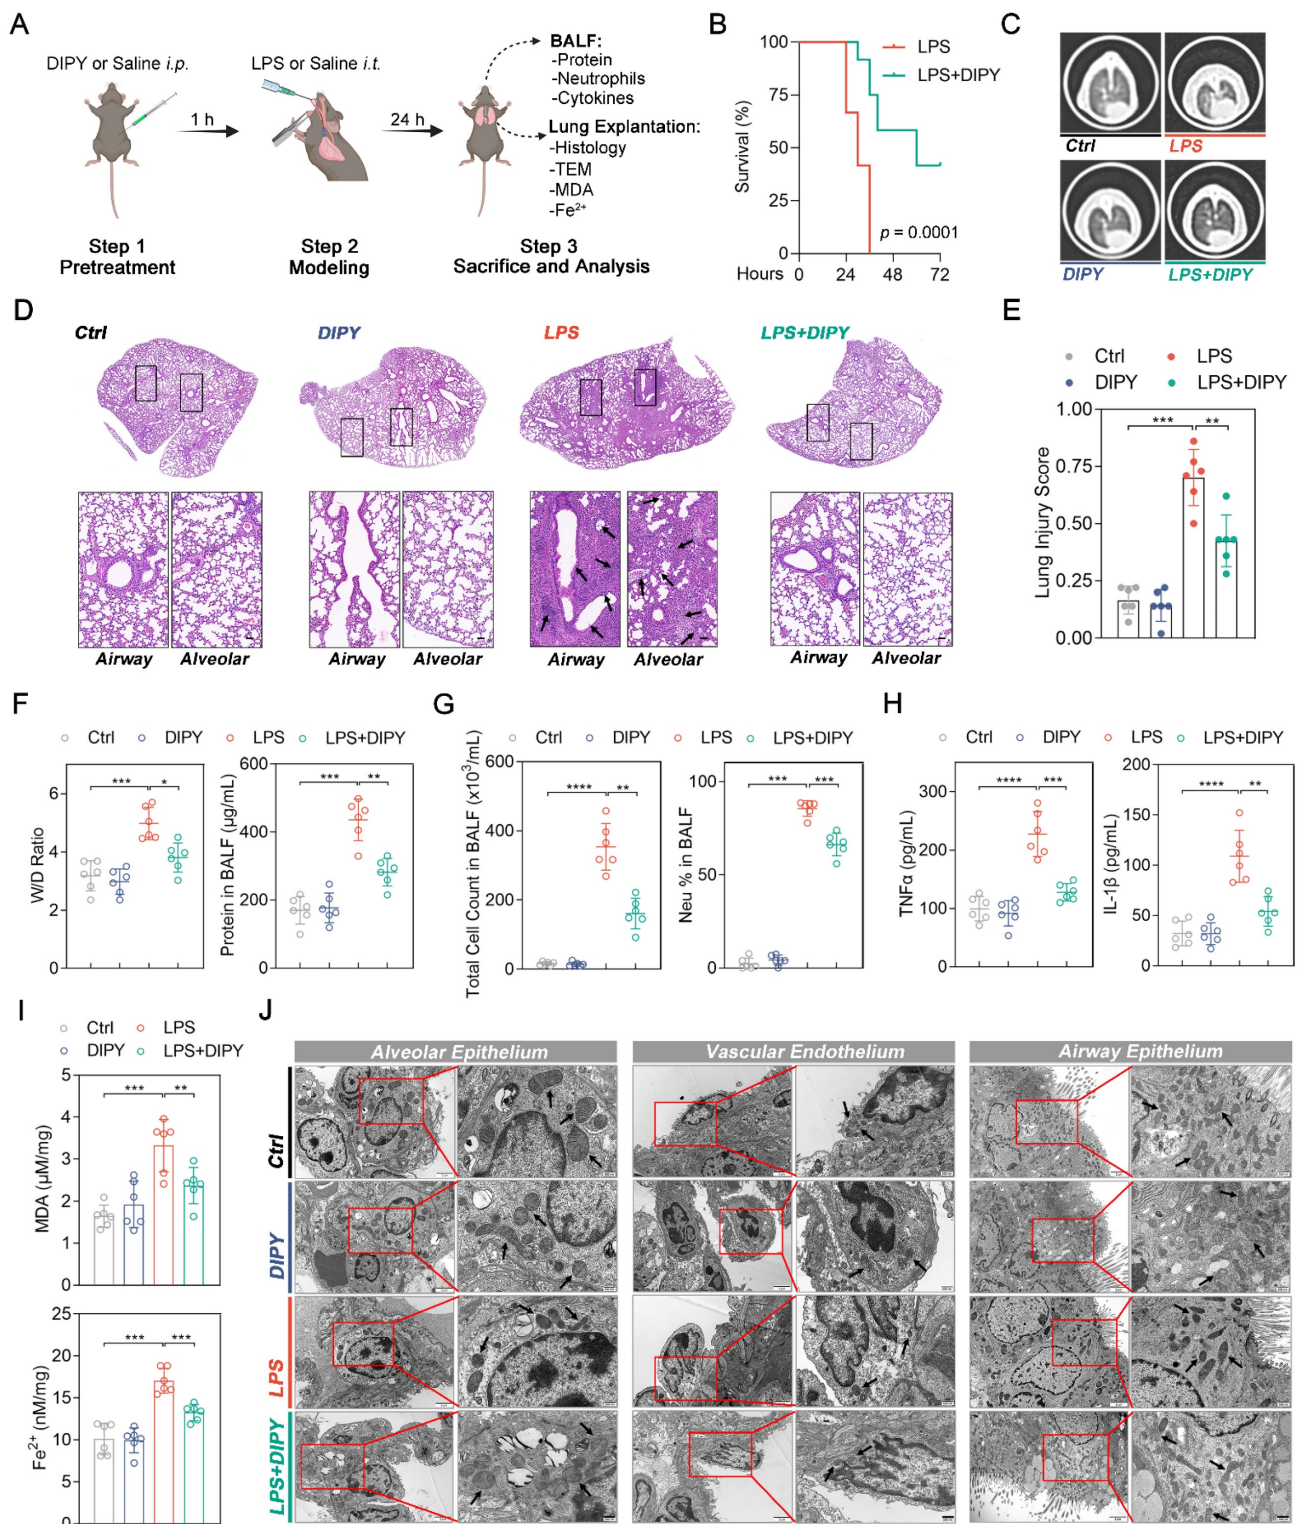 A
DIPY or Saline i.p.
1 h
LPS or Saline i.t.
24 h
BALF:
-Protein
-Neutrophils
-Cytokines
Lung Explantation:
-Histology
-TEM
-MDA
-Fe²⁺
Step 1
Pretreatment
Step 2
Modeling
Step 3
Sacrifice and Analysis
B
Survival (%)
100
75
50
25
0
LPS
LPS+DIPY
p = 0.0001
Hours 0 24 48 72
C
Ctrl
LPS
DIPY
LPS+DIPY
D
Ctrl
DIPY
LPS
LPS+DIPY
Airway Alveolar
Airway Alveolar
Airway Alveolar
Airway Alveolar
E
Ctrl LPS
DIPY LPS+DIPY
Lung Injury Score
1.00
0.75
0.50
0.25
0.00
*** **
F
Ctrl DIPY LPS LPS+DIPY
W/D Ratio
6
4
2
0
*** *
Protein in BALF (µg/mL)
600
400
200
0
*** **
G
Ctrl DIPY LPS LPS+DIPY
Total Cell Count in BALF (x10³/mL)
600
300
0
**** **
Neu % in BALF
100
50
0
*** ***
H
Ctrl DIPY LPS LPS+DIPY
TNFα (pg/mL)
300
200
100
0
**** ***
IL-1β (pg/mL)
200
150
100
50
0
**** **
I
Ctrl LPS
DIPY LPS+DIPY
MDA (µM/mg)
5
4
3
2
1
0
*** **
Fe²⁺ (nM/mg)
25
20
15
10
5
0
*** ***
J
Alveolar Epithelium
Vascular Endothelium
Airway Epithelium
Ctrl
DIPY
LPS
LPS+DIPY